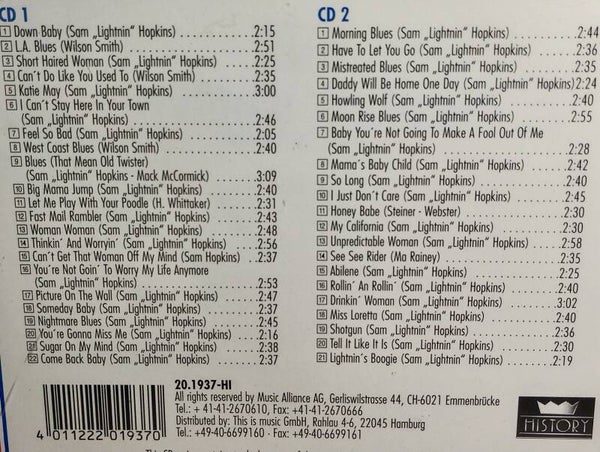 CD 1
1 Down Baby (Sam „Lightnin" Hopkins) 2:15
2 L.A. Blues (Wilson Smith) 2:51
3 Short Haired Woman (Sam „Lightnin" Hopkins) 2:25
4 Can't Do Like You Used To (Wilson Smith) 2:35
5 Katie May (Sam „Lightnin" Hopkins) 3:00
6 I Can't Stay Here In Your Town
(Sam „Lightnin" Hopkins) 2:46
7 Feel So Bad (Sam „Lightnin" Hopkins) 2:05
8 West Coast Blues (Wilson Smith) 2:40
9 Blues (That Mean Old Twister)
(Sam „Lightnin" Hopkins - Mack McCormick) 3:09
10 Big Mama Jump (Sam „Lightnin" Hopkins) 2:40
11 Let Me Play With Your Poodle (H. Whittaker) 2:31
12 Fast Mail Rambler (Sam „Lightnin" Hopkins) 2:43
13 Woman Woman (Sam „Lightnin" Hopkins) 2:48
14 Thinkin' And Worryin' (Sam „Lightnin" Hopkins) 2:56
15 Can't Get That Woman Off My Mind (Sam Hopkins) 2:37
16 You're Not Goin' To Worry My Life Anymore
(Sam „Lightnin" Hopkins) 2:53
17 Picture On The Wall (Sam „Lightnin" Hopkins) 2:47
18 Someday Baby (Sam „Lightnin" Hopkins) 2:37
19 Nightmare Blues (Sam „Lightnin" Hopkins) 2:45
20 You're Gonna Miss Me (Sam „Lightnin" Hopkins) 2:16
21 Sugar On My Mind (Sam „Lightnin" Hopkins) 2:38
22 Come Back Baby (Sam „Lightnin" Hopkins) 2:37
CD 2
1 Morning Blues (Sam „Lightnin" Hopkins) 2:44
2 Have To Let You Go (Sam „Lightnin" Hopkins) 2:36
3 Mistreated Blues (Sam „Lightnin" Hopkins) 2:35
4 Daddy Will Be Home One Day (Sam „Lightnin" Hopkins) 2:24
5 Howling Wolf (Sam „Lightnin" Hopkins) 2:40
6 Moon Rise Blues (Sam „Lightnin" Hopkins) 2:55
7 Baby You're Not Going To Make A Fool Out Of Me
(Sam „Lightnin" Hopkins) 2:28
8 Mama's Baby Child (Sam „Lightnin" Hopkins) 2:42
9 So Long (Sam „Lightnin" Hopkins) 2:40
10 I Just Don't Care (Sam „Lightnin" Hopkins) 2:45
11 Honey Babe (Steiner - Webster) 2:30
12 My California (Sam „Lightnin" Hopkins) 2:30
13 Unpredictable Woman (Sam „Lightnin" Hopkins) 2:58
14 See See Rider (Ma Rainey) 2:35
15 Abilene (Sam „Lightnin" Hopkins) 2:25
16 Rollin' An Rollin' (Sam „Lightnin" Hopkins) 2:40
17 Drinkin' Woman (Sam „Lightnin" Hopkins) 3:02
18 Miss Loretta (Sam „Lightnin" Hopkins) 2:40
19 Shotgun (Sam „Lightnin" Hopkins) 2:36
20 Tell It Like It Is (Sam „Lightnin" Hopkins) 2:30
21 Lightnin's Boogie (Sam „Lightnin" Hopkins) 2:19
4 011222 019370
20.1937-HI
All rights reserved by Music Alliance AG, Gerliswilstrasse 44, CH-6021 Emmenbrücke
Tel.: + 41-41-2670610, Fax: +41-41-2670666
Distributed by: This is music GmbH, Rahlau 4-6, 22045 Hamburg
Tel.: +49-40-6699160, Fax: +49-40-6699161
HISTORY